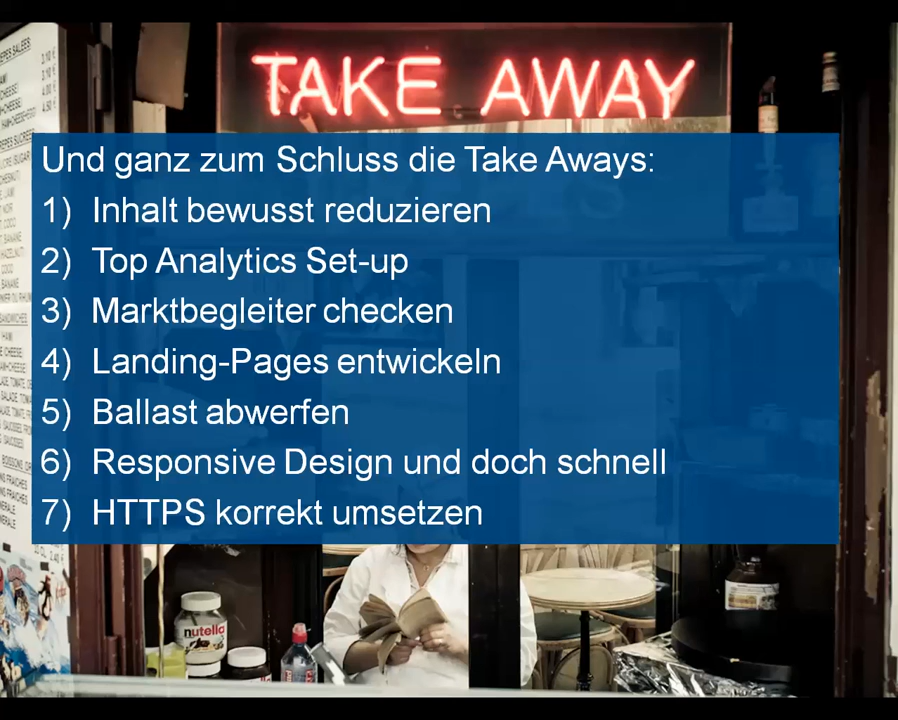 TAKE AWAY
Und ganz zum Schluss die Take Aways:
1) Inhalt bewusst reduzieren
2) Top Analytics Set-up
3) Marktbegleiter checken
4) Landing-Pages entwickeln
5) Ballast abwerfen
6) Responsive Design und doch schnell
7) HTTPS korrekt umsetzen
nutella